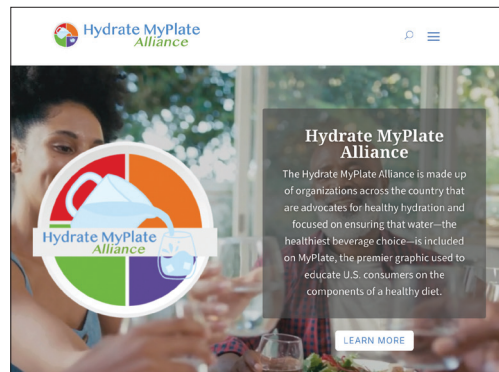 Hydrate MyPlate
Alliance
Hydrate MyPlate
Alliance
Hydrate MyPlate
Alliance
The Hydrate MyPlate Alliance is made up
of organizations across the country that
are advocates for healthy hydration and
focused on ensuring that water—the
healthiest beverage choice—is included
on MyPlate, the premier graphic used to
educate U.S. consumers on the
components of a healthy diet.
LEARN MORE